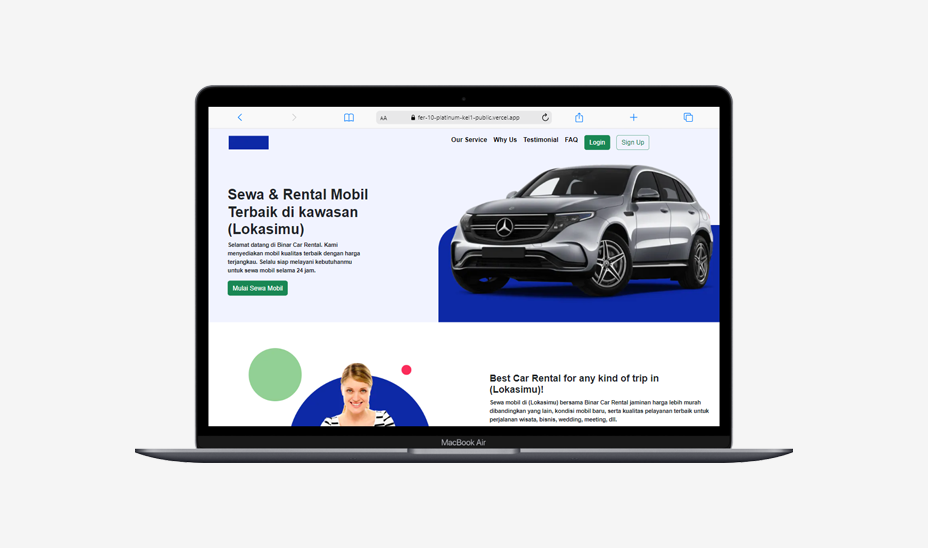 AA
fer-10-platinum-kel1-public.vercel.app
Our Service Why Us Testimonial FAQ Login Sign Up
Sewa & Rental Mobil
Terbaik di kawasan
(Lokasimu)
Selamat datang di Binar Car Rental. Kami
menyediakan mobil kualitas terbaik dengan harga
terjangkau. Selalu siap melayani kebutuhanmu
untuk sewa mobil selama 24 jam.
Mulai Sewa Mobil
Best Car Rental for any kind of trip in
(Lokasimu)!
Sewa mobil di (Lokasimu) bersama Binar Car Rental jaminan harga lebih murah
dibandingkan yang lain, kondisi mobil baru, serta kualitas pelayanan terbaik untuk
perjalanan wisata, bisnis, wedding, meeting, dll.
MacBook Air